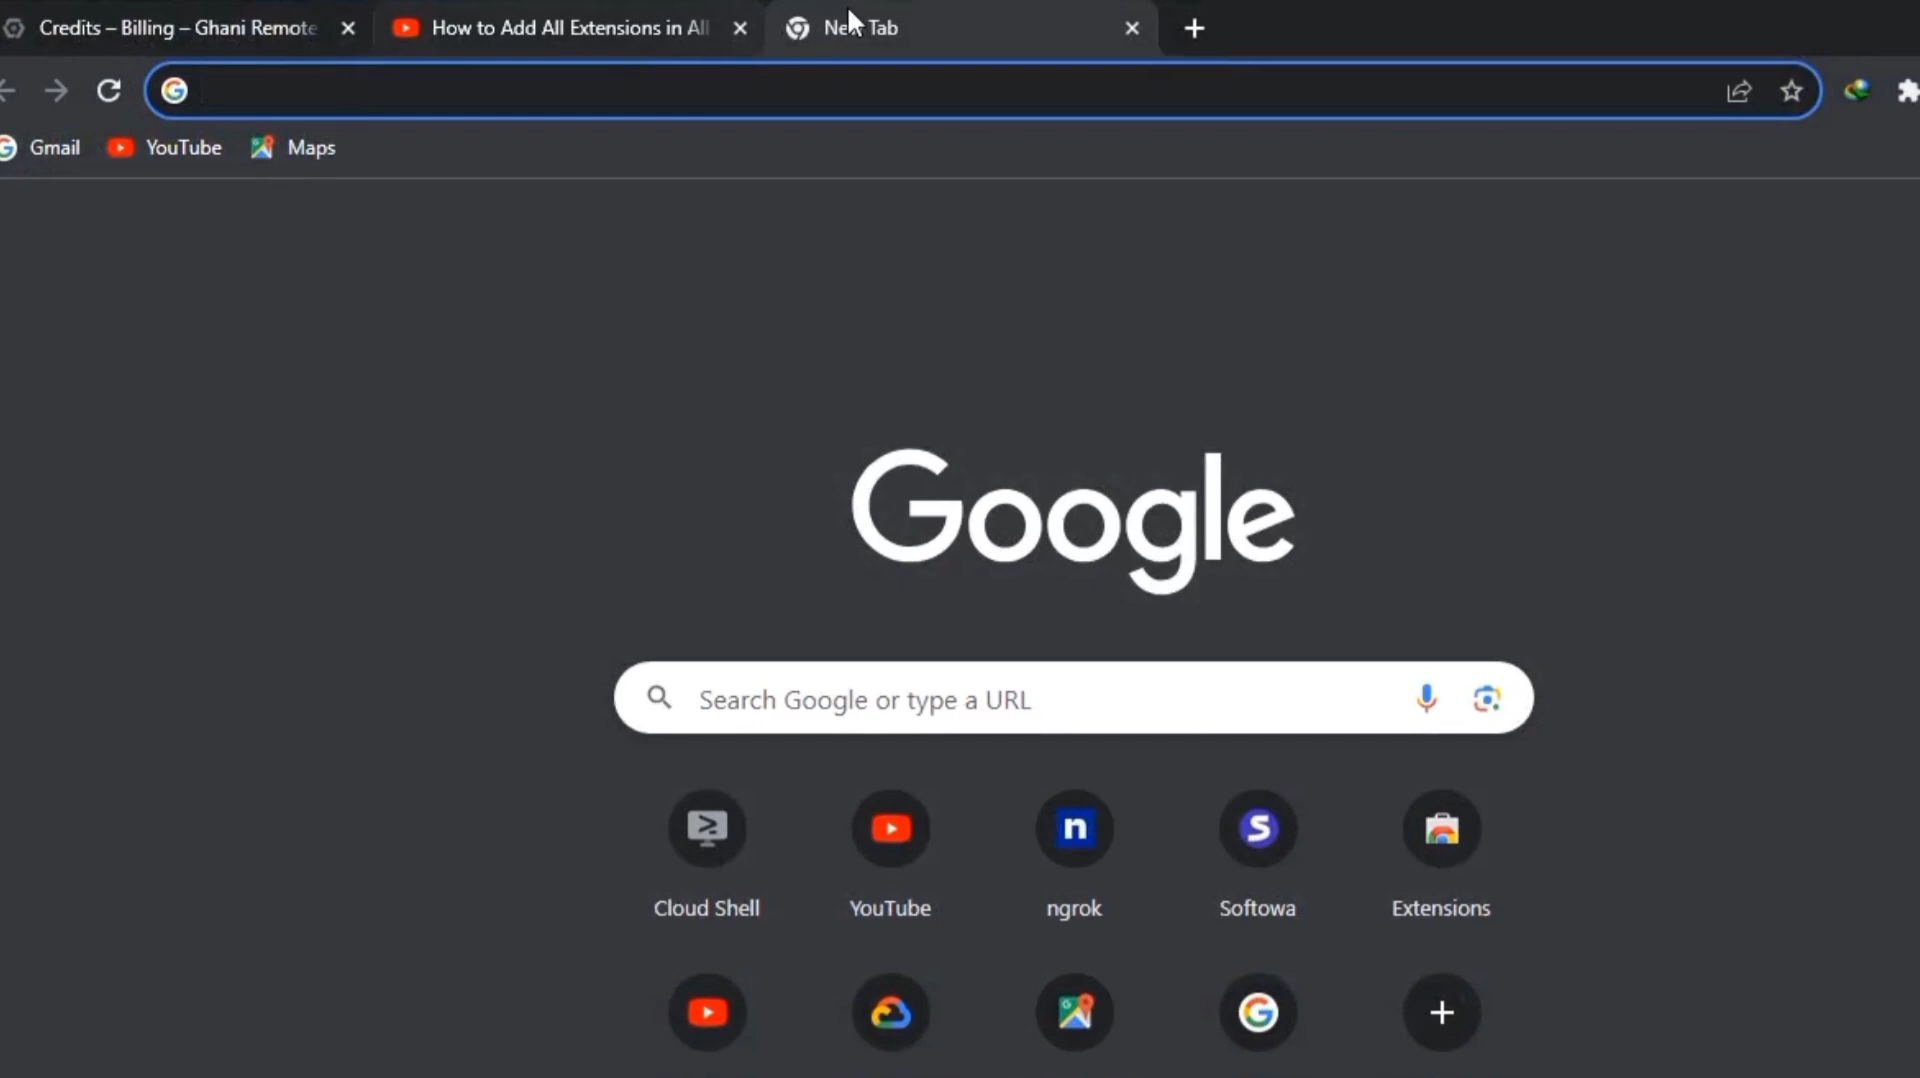 Credits – Billing – Ghani Remote
How to Add All Extensions in All
New Tab
Gmail
YouTube
Maps
Google
Search Google or type a URL
Cloud Shell
YouTube
ngrok
Softowa
Extensions